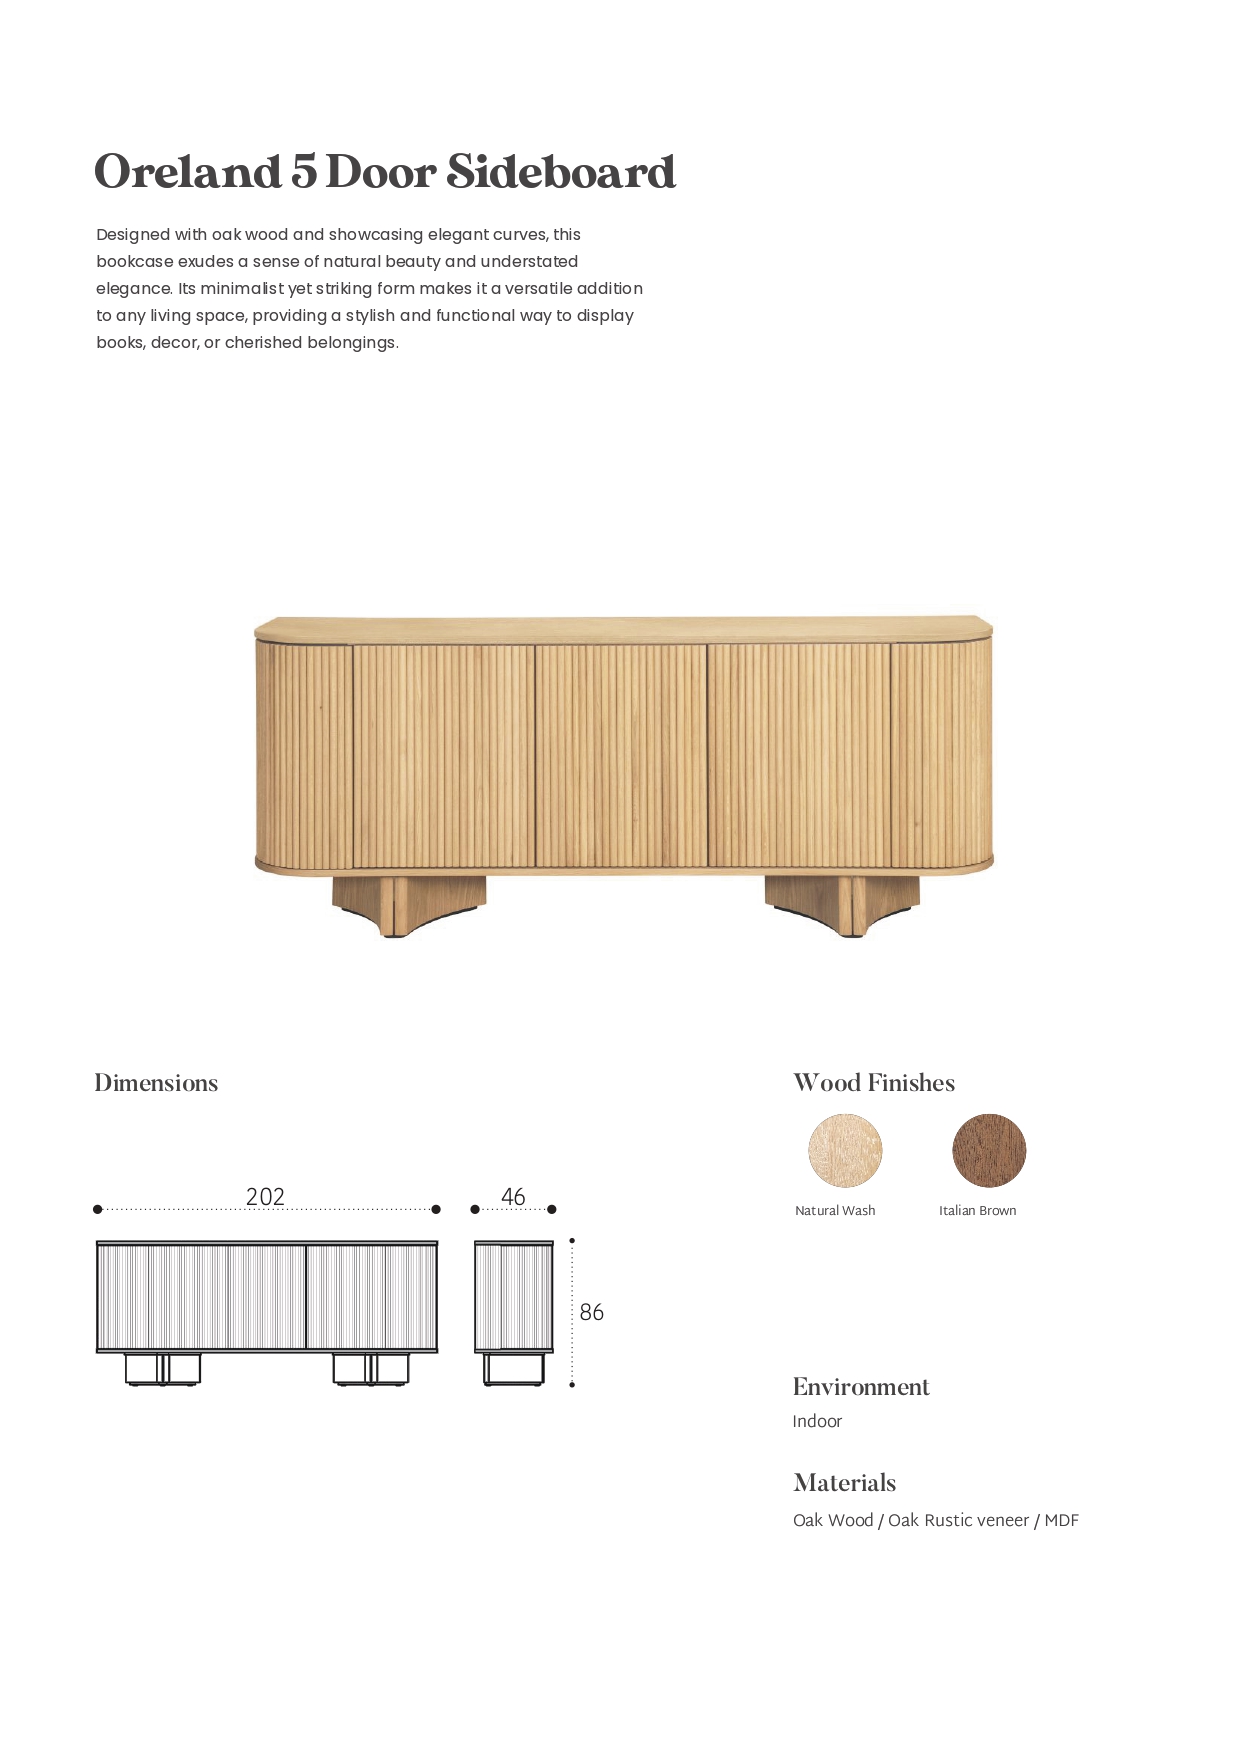 Oreland 5 Door Sideboard
Designed with oak wood and showcasing elegant curves, this
bookcase exudes a sense of natural beauty and understated
elegance. Its minimalist yet striking form makes it a versatile addition
to any living space, providing a stylish and functional way to display
books, decor, or cherished belongings.
Dimensions
202
46
86
Wood Finishes
Natural Wash
Italian Brown
Environment
Indoor
Materials
Oak Wood / Oak Rustic veneer / MDF